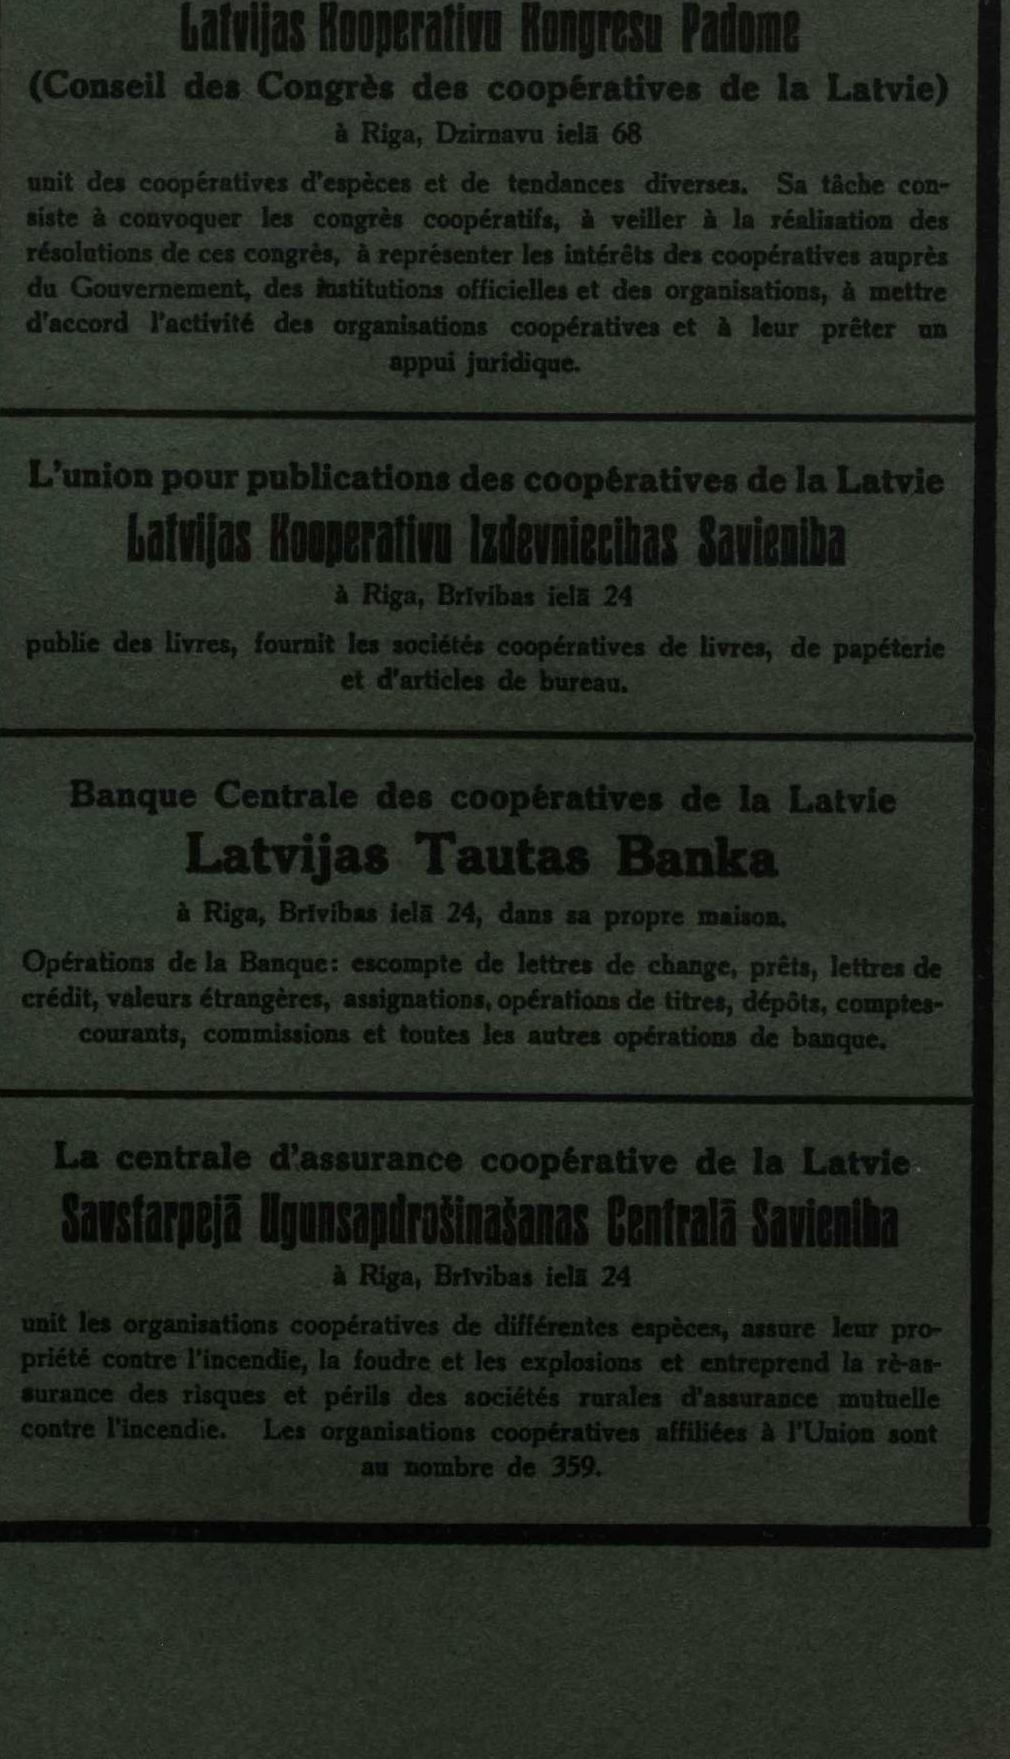 Latvijas Kooperativu Kongresu Padome
(Conseil des Congrès des coopératives de la Latvie)
à Riga, Dzirnavu ielā 68
unit des coopératives d'espèces et de tendances diverses. Sa tâche con-
siste à convoquer les congrès coopératifs, à veiller à la réalisation des
résolutions de ces congrès, à représenter les intérêts des coopératives auprès
du Gouvernement, des institutions officielles et des organisations, à mettre
d'accord l'activité des organisations coopératives et à leur prêter un
appui juridique.
L'union pour publications des coopératives de la Latvie
Latvijas Kooperativu Izdevniecibas Savieniba
à Riga, Brīvibas ielā 24
publie des livres, fournit les sociétés coopératives de livres, de papéterie
et d'articles de bureau.
Banque Centrale des coopératives de la Latvie
Latvijas Tautas Banka
à Riga, Brīvibas ielā 24, dans sa propre maison.
Opérations de la Banque: escompte de lettres de change, prêts, lettres de
crédit, valeurs étrangères, assignations, opérations de titres, dépôts, comptes-
courants, commissions et toutes les autres opérations de banque.
La centrale d'assurance coopérative de la Latvie
Savstarpejā Ugunsapdrošinašanas Centralā Savieniba
à Riga, Brīvibas ielā 24
unit les organisations coopératives de différentes espèces, assure leur pro-
priété contre l'incendie, la foudre et les explosions et entreprend la rè-as-
surance des risques et périls des sociétés rurales d'assurance mutuelle
contre l'incendie. Les organisations coopératives affiliées à l'Union sont
au nombre de 359.